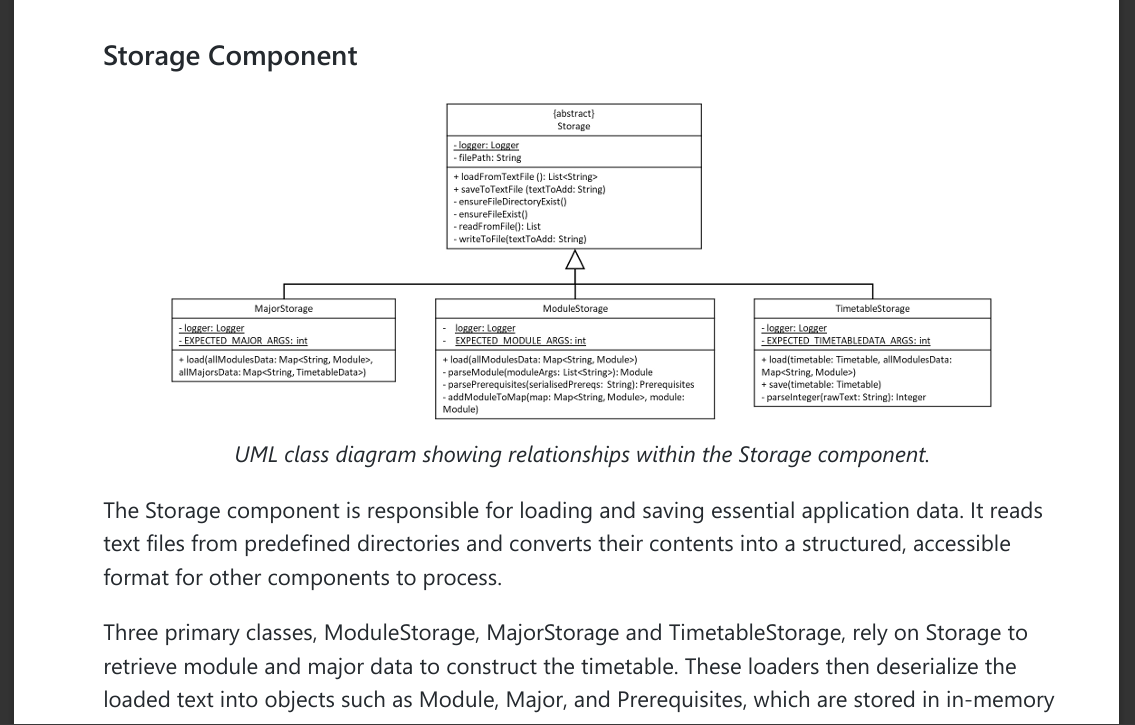 Storage Component
{abstract}
Storage
- logger: Logger
- filePath: String
+ loadFromTextFile (): List<String>
+ saveToTextFile (textToAdd: String)
- ensureFileDirectoryExist()
- ensureFileExist()
- readFromFile(): List
- writeToFile(textToAdd: String)
MajorStorage
- logger: Logger
- EXPECTED_MAJOR_ARGS: int
+ load(allModulesData: Map<String, Module>,
allMajorsData: Map<String, TimetableData>)
ModuleStorage
- logger: Logger
- EXPECTED_MODULE_ARGS: int
+ load(allModulesData: Map<String, Module>)
- parseModule(moduleArgs: List<String>): Module
- parsePrerequisites(serialisedPrereqs: String): Prerequisites
- addModuleToMap(map: Map<String, Module>, module:
Module)
TimetableStorage
- logger: Logger
- EXPECTED_TIMETABLEDATA_ARGS: int
+ load(timetable: Timetable, allModulesData:
Map<String, Module>)
+ save(timetable: Timetable)
- parseInteger(rawText: String): Integer
UML class diagram showing relationships within the Storage component.
The Storage component is responsible for loading and saving essential application data. It reads
text files from predefined directories and converts their contents into a structured, accessible
format for other components to process.
Three primary classes, ModuleStorage, MajorStorage and TimetableStorage, rely on Storage to
retrieve module and major data to construct the timetable. These loaders then deserialize the
loaded text into objects such as Module, Major, and Prerequisites, which are stored in in-memory